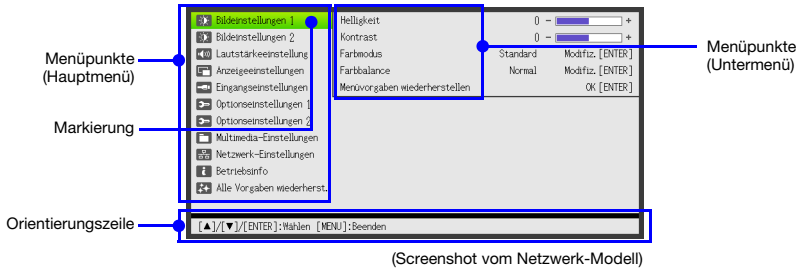 Menüpunkte
(Hauptmenü)
Markierung
Orientierungszeile
Bildeinstellungen 1
Bildeinstellungen 2
Lautstärkeeinstellung
Anzeigeeinstellungen
Eingangseinstellungen
Optionseinstellungen 1
Optionseinstellungen 2
Multimedia-Einstellungen
Netzwerk-Einstellungen
Betriebsinfo
Alle Vorgaben wiederherst.
Helligkeit 0 - +
Kontrast 0 - +
Farbmodus Standard Modifiz.[ENTER]
Farbbalance Normal Modifiz.[ENTER]
Menüvorgaben wiederherstellen OK [ENTER]
Menüpunkte
(Untermenü)
[▲]/[▼]/[ENTER]:Wählen [MENU]:Beenden
(Screenshot vom Netzwerk-Modell)